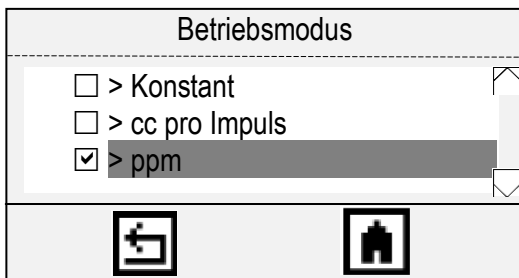 Betriebsmodus
☐ > Konstant
☐ > cc pro Impuls
☑ > ppm